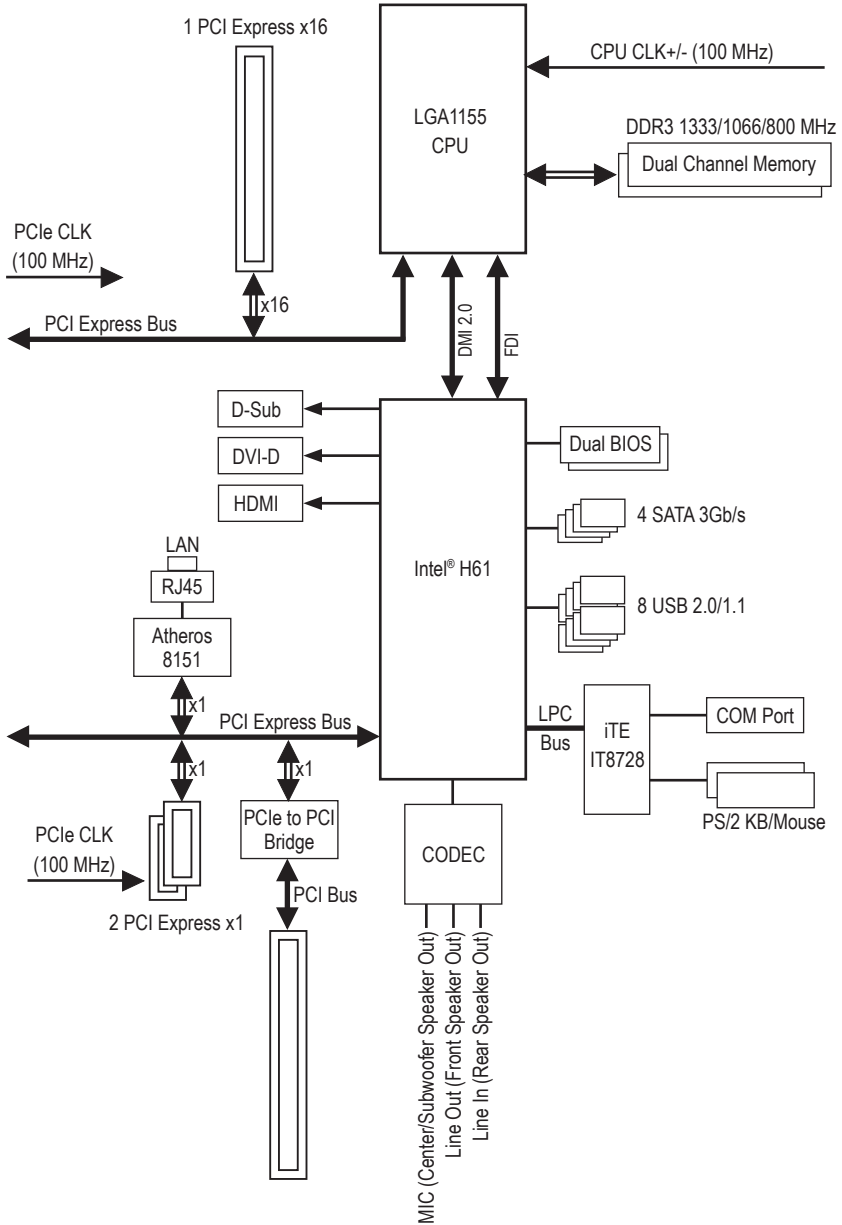 1 PCI Express x16
LGA1155
CPU
CPU CLK+/- (100 MHz)
DDR3 1333/1066/800 MHz
Dual Channel Memory
PCIe CLK
(100 MHz)
x16
PCI Express Bus
DMI 2.0
FDI
D-Sub
DVI-D
HDMI
Dual BIOS
4 SATA 3Gb/s
Intel® H61
8 USB 2.0/1.1
LAN
RJ45
Atheros
8151
x1
PCI Express Bus
LPC
Bus
iTE
IT8728
COM Port
PS/2 KB/Mouse
x1
x1
PCIe CLK
(100 MHz)
2 PCI Express x1
PCIe to PCI
Bridge
PCI Bus
CODEC
MIC (Center/Subwoofer Speaker Out)
Line Out (Front Speaker Out)
Line In (Rear Speaker Out)